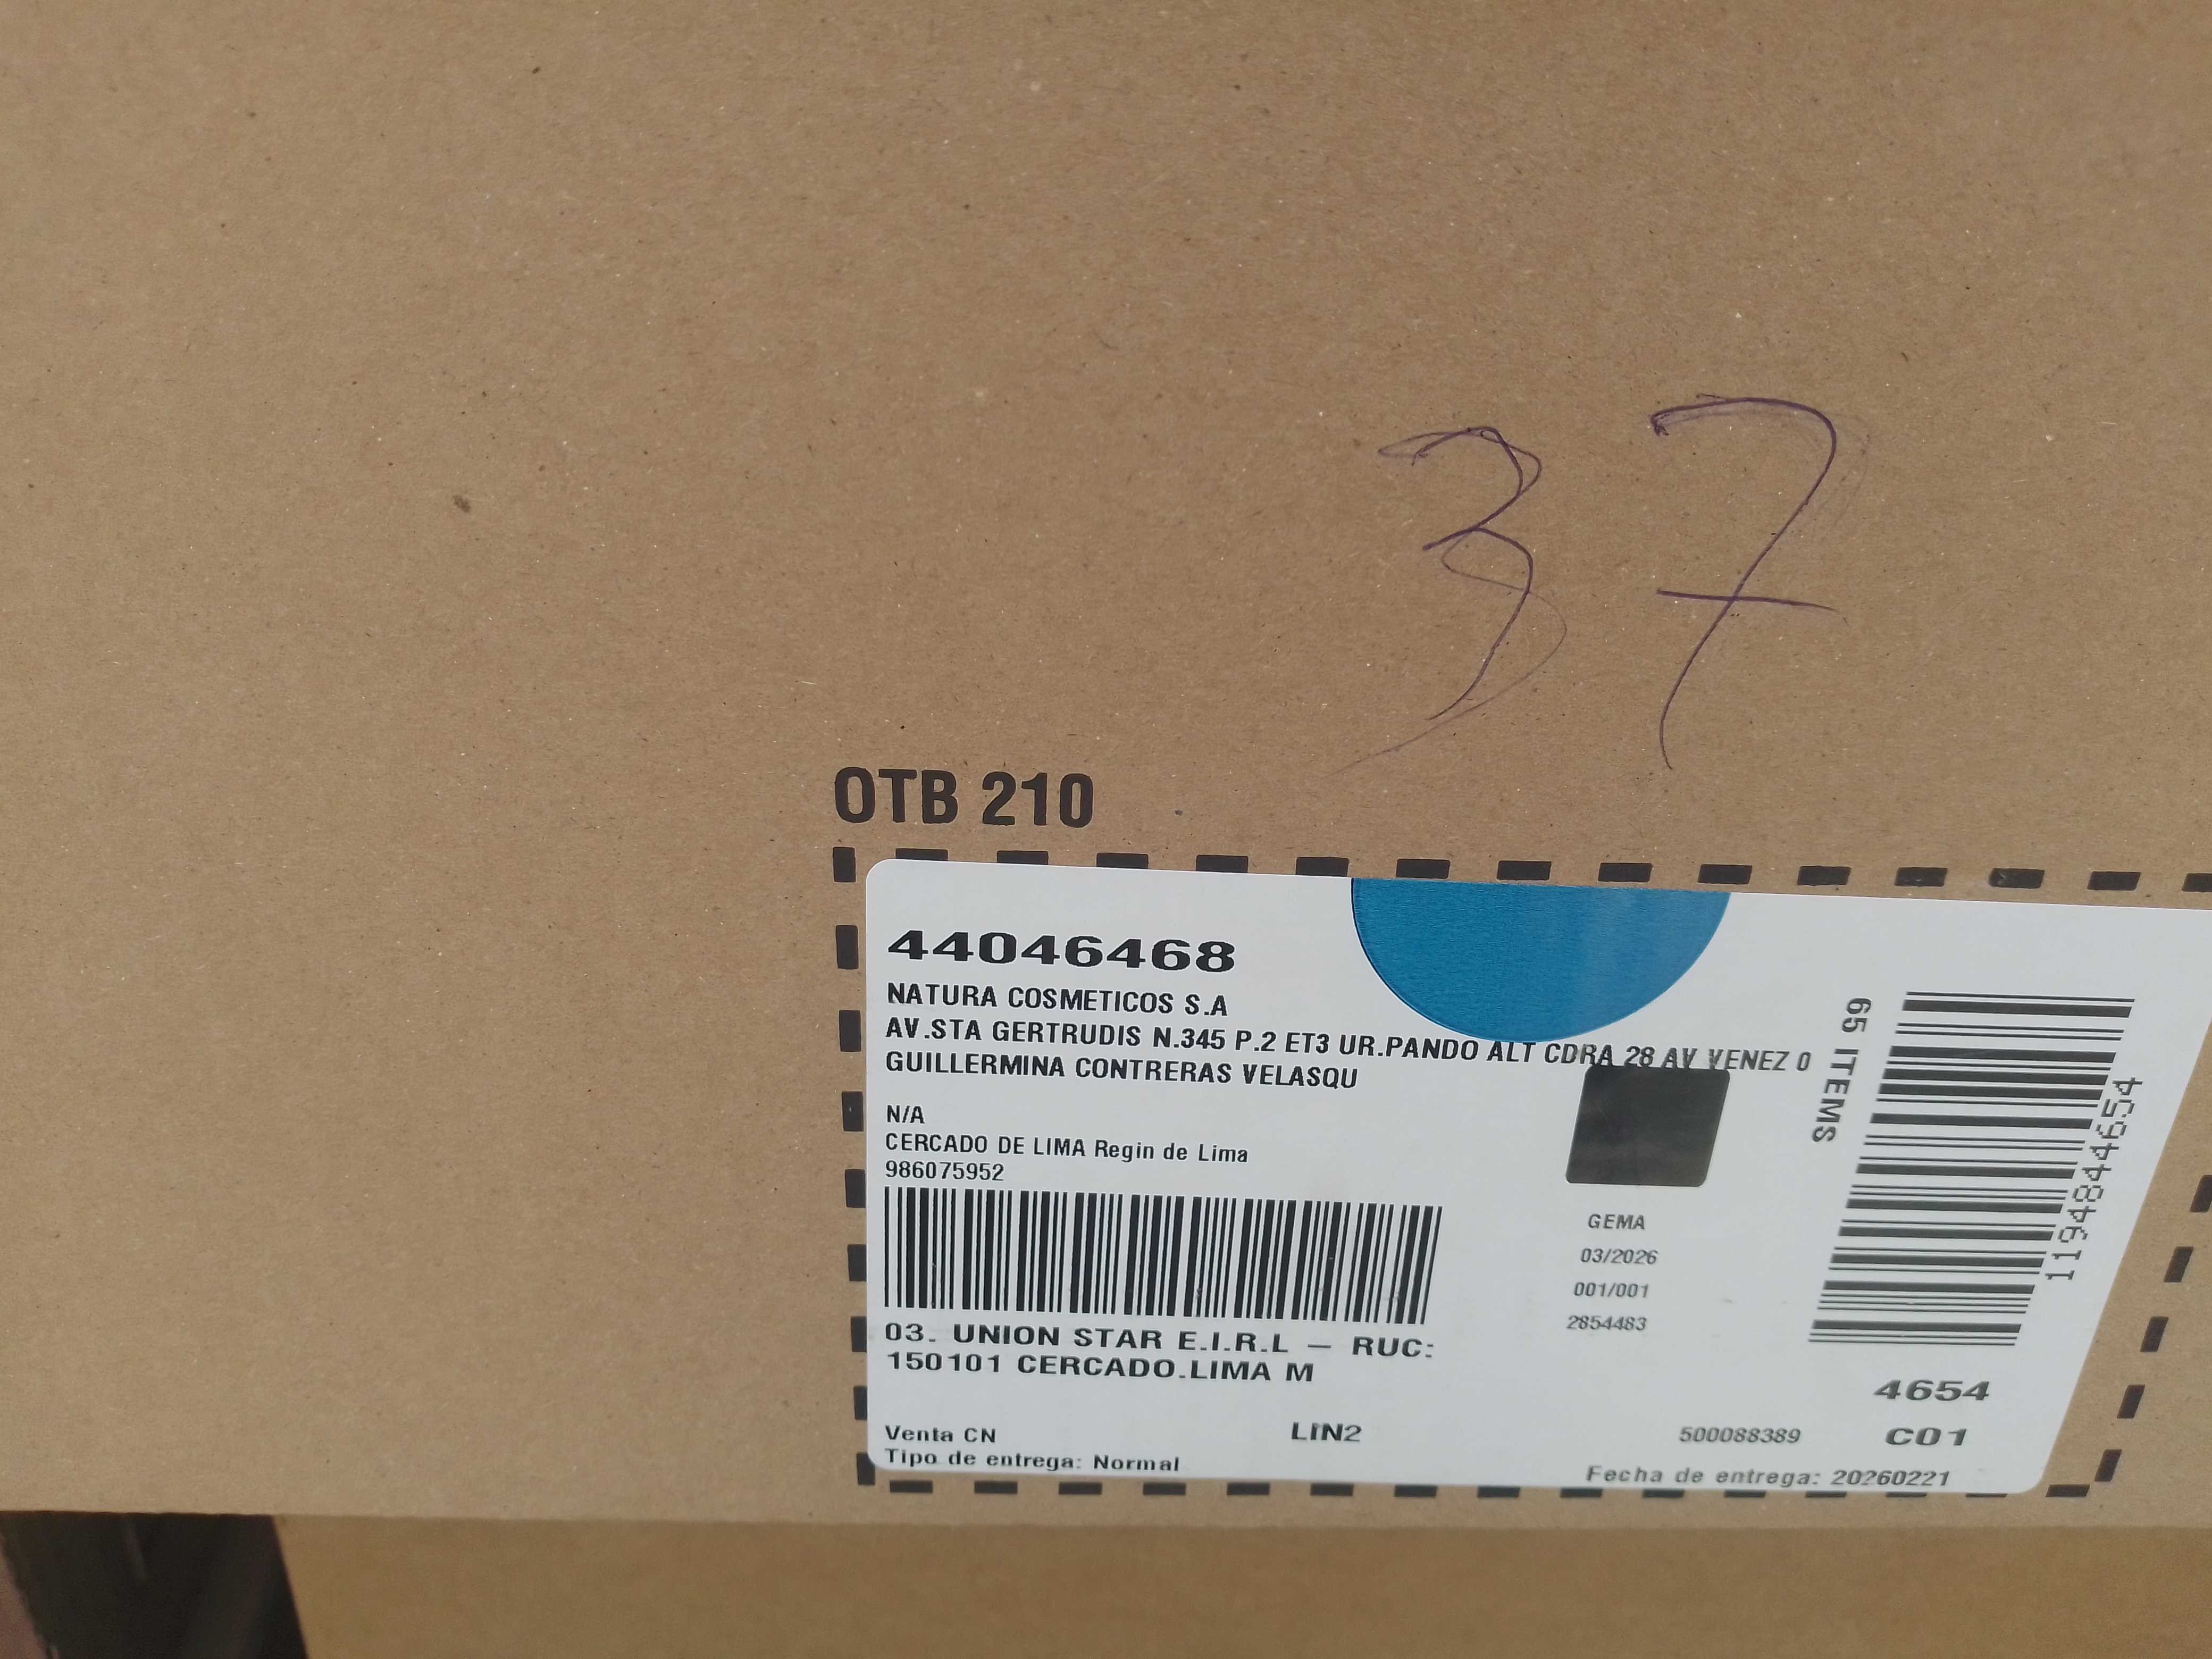 37
OTB 210
44046468
NATURA COSMETICOS S.A
AV.STA GERTRUDIS N.345 P.2 ET3 UR.PANDO ALT CDRA 28 AV VENEZ 0
GUILLERMINA CONTRERAS VELASQU
N/A
CERCADO DE LIMA Regin de Lima
986075952
03. UNION STAR E.I.R.L – RUC:
150101 CERCADO.LIMA M
Venta CN
LIN2
Tipo de entrega: Normal
GEMA
03/2026
001/001
2854483
65 ITEMS
11948449454
4654
500088389
C01
Fecha de entrega: 20260221